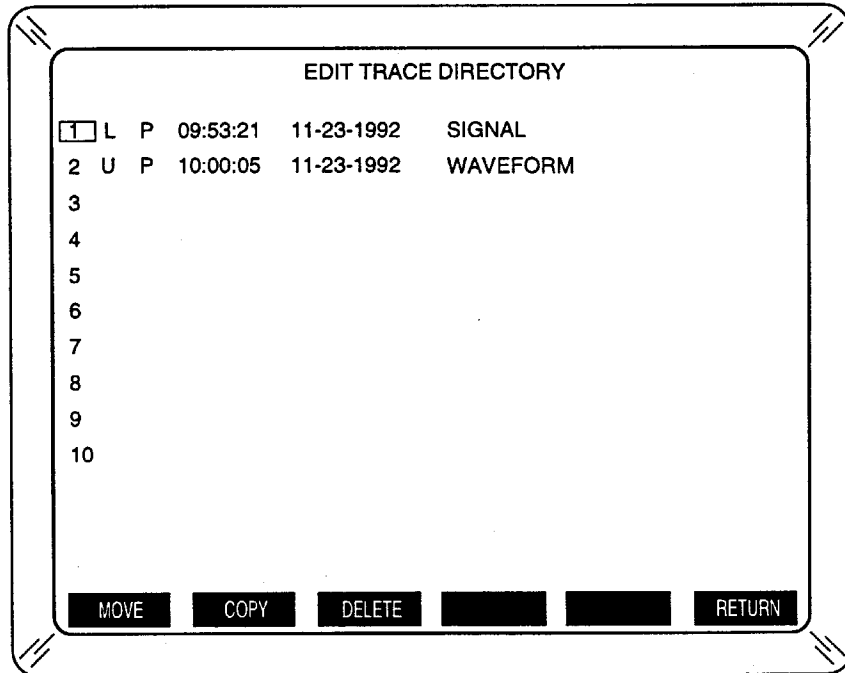 EDIT TRACE DIRECTORY
1 L P 09:53:21 11-23-1992 SIGNAL
2 U P 10:00:05 11-23-1992 WAVEFORM
3
4
5
6
7
8
9
10
MOVE COPY DELETE RETURN